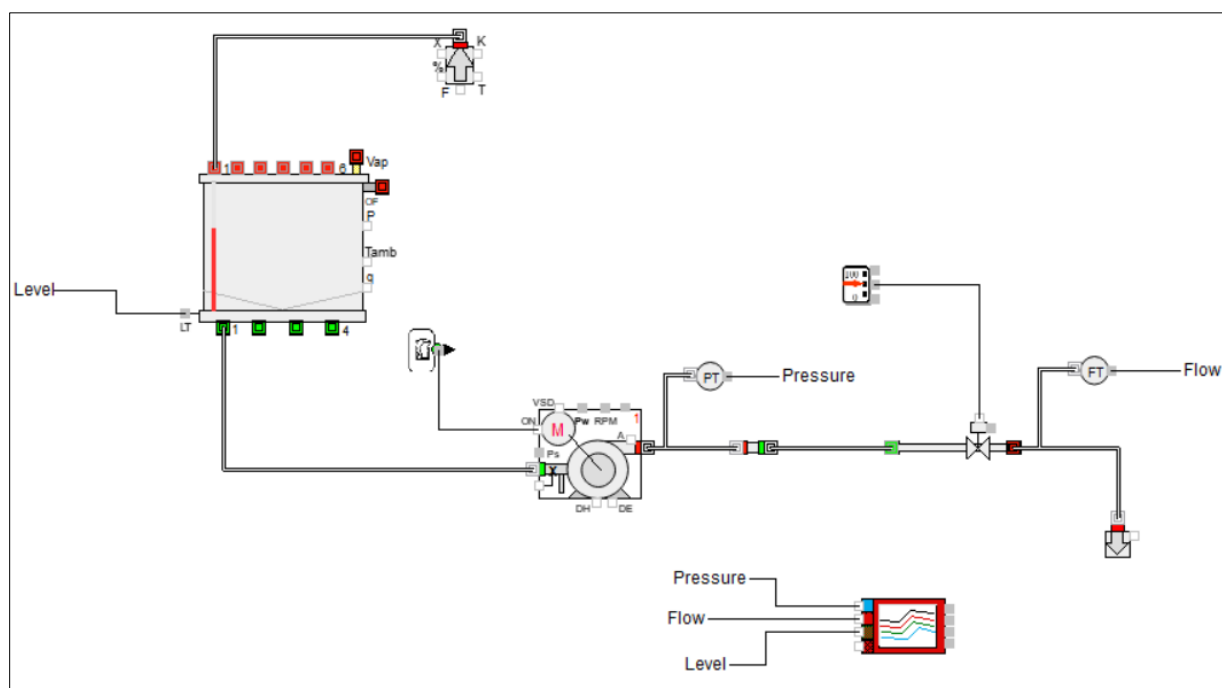 X K
% T
F
1 6 Vap
OF
P
Tamb
q
Level
LT 1 4
VSD Pw RPM 1
ON M A
Ps
X
DH DE
100
0
PT Pressure
FT Flow
Pressure
Flow
Level